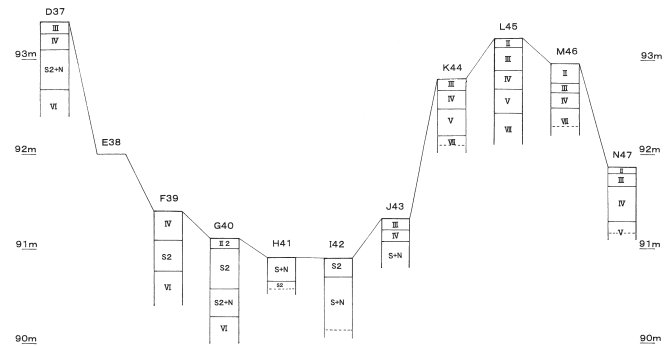 D37
III
IV
S2+N
VI
E38
F39
IV
S2
VI
G40
II 2
S2
S2+N
VI
H41
S+N
S2
I42
S2
S+N
J43
III
IV
S+N
K44
III
IV
V
VII
L45
II
III
IV
V
VII
M46
II
III
IV
VII
N47
II
III
IV
V
93m
92m
91m
90m
93m
92m
91m
90m